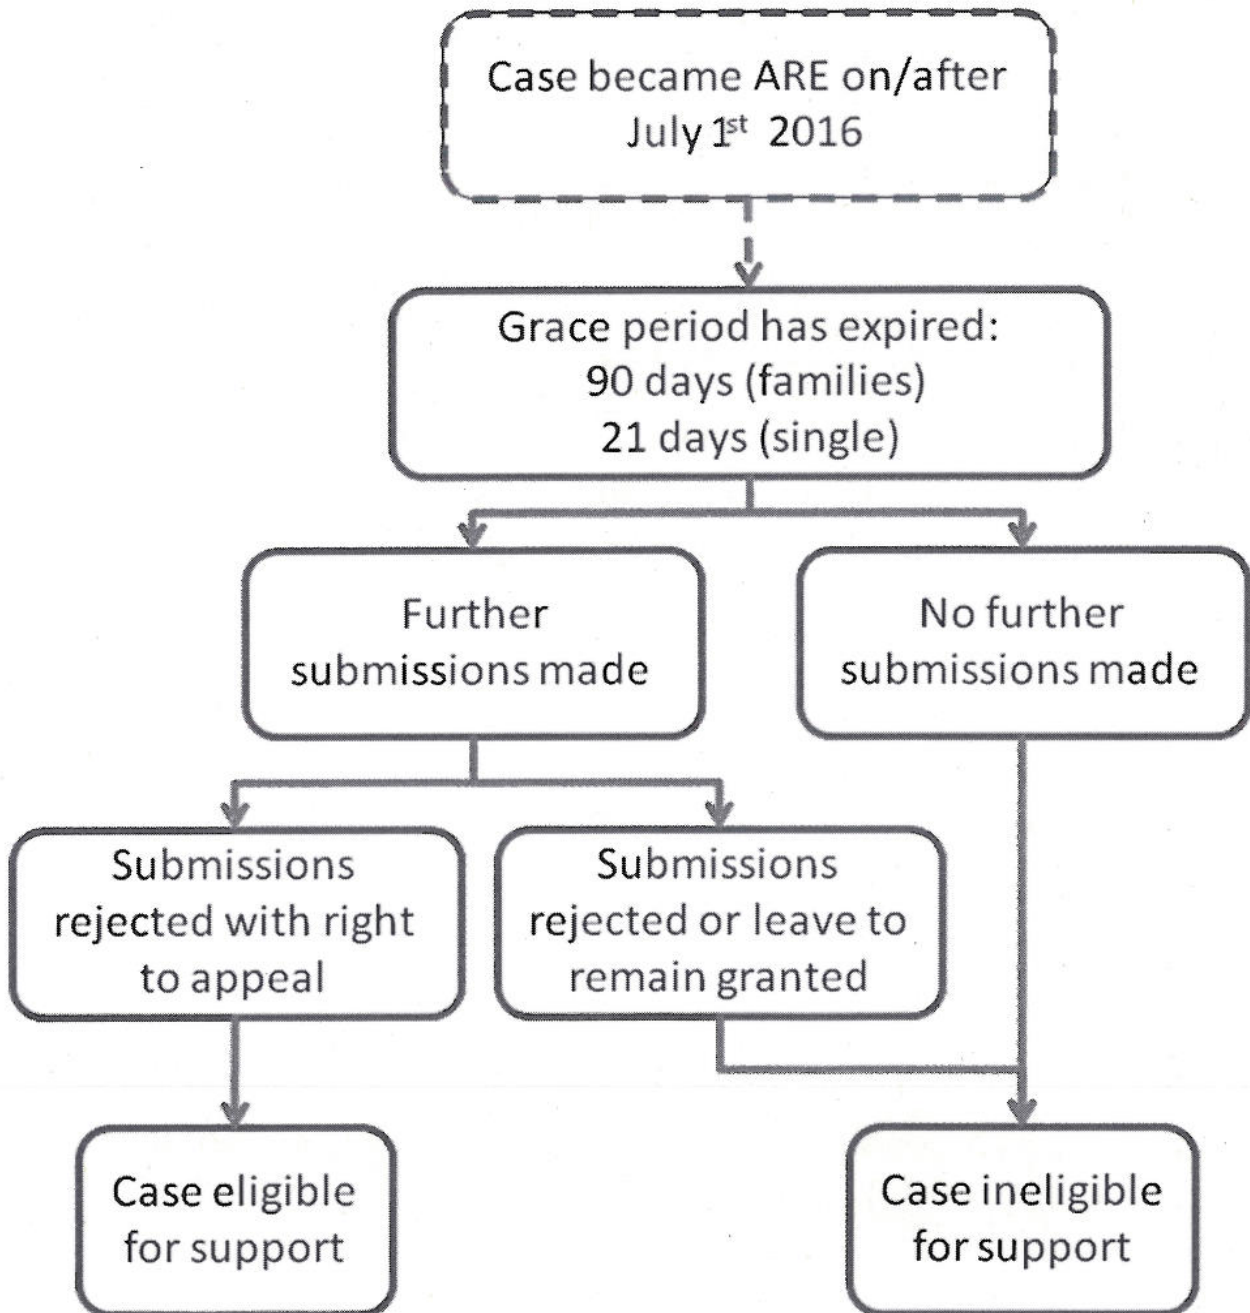 Case became ARE on/after
July 1st 2016
Grace period has expired:
90 days (families)
21 days (single)
Further
submissions made
No further
submissions made
Submissions
rejected with right
to appeal
Submissions
rejected or leave to
remain granted
Case eligible
for support
Case ineligible
for support